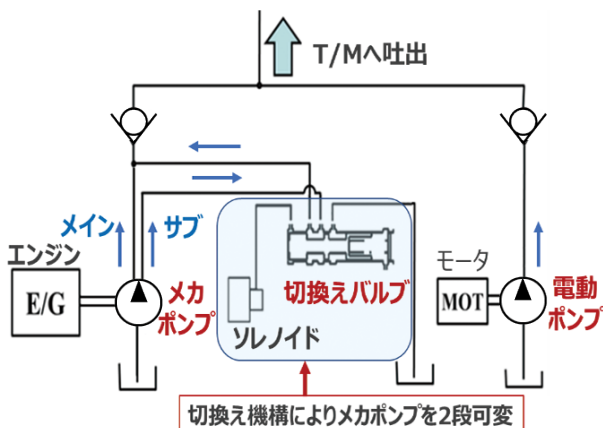 T/Mへ吐出
メイン
サブ
エンジン
E/G
メカ
ポンプ
切換えバルブ
ソレノイド
モータ
MOT
電動
ポンプ
切換え機構によりメカポンプを2段可変